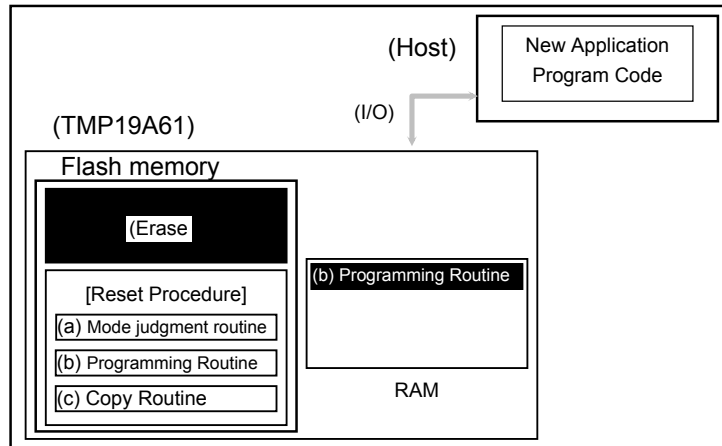 (Host)
New Application
Program Code
(I/O)
(TMP19A61)
Flash memory
(Erase
[Reset Procedure]
(a) Mode judgment routine
(b) Programming Routine
(c) Copy Routine
(b) Programming Routine
RAM